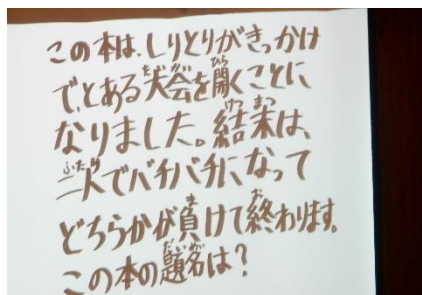 この本は、しりとりがきっかけ
で、とある大会を開くことに
なりました。結末は、
二人でバチバチになって
どちらかが負けて終わります。
この本の題名は?